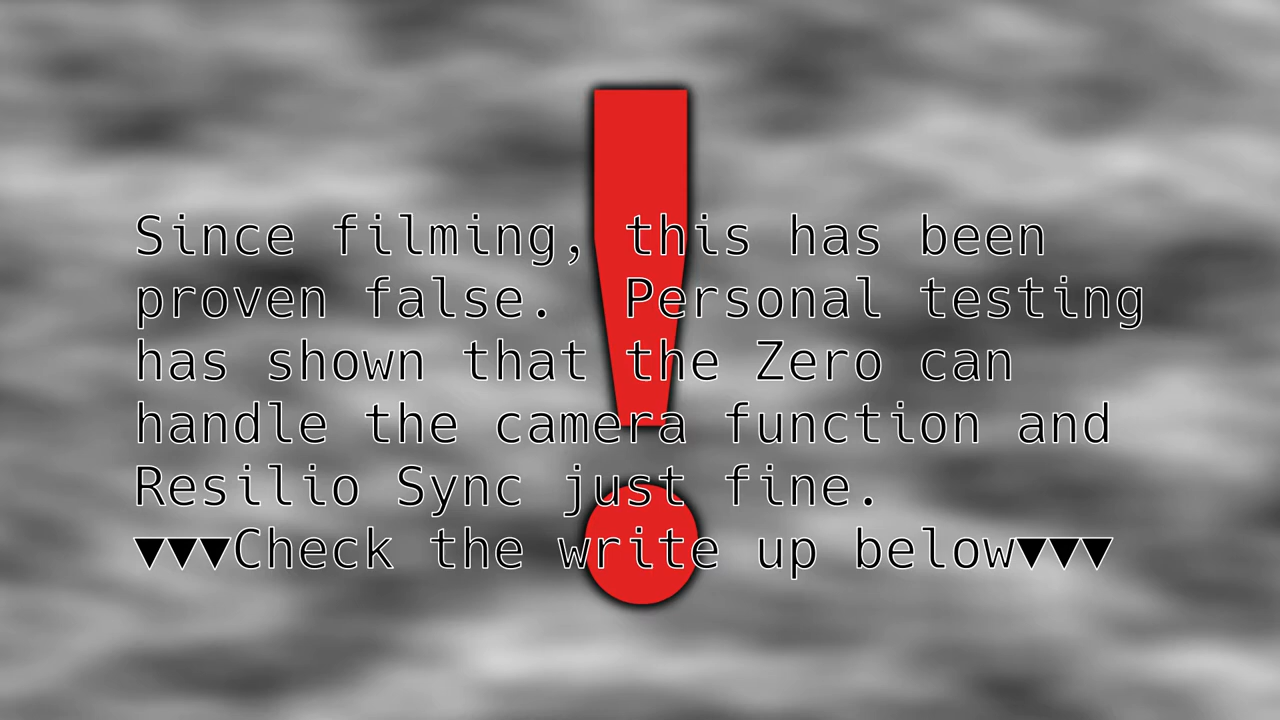 Since filming, this has been
proven false.  Personal testing
has shown that the Zero can
handle the camera function and
Resilio Sync just fine.
▼▼▼Check the write up below▼▼▼